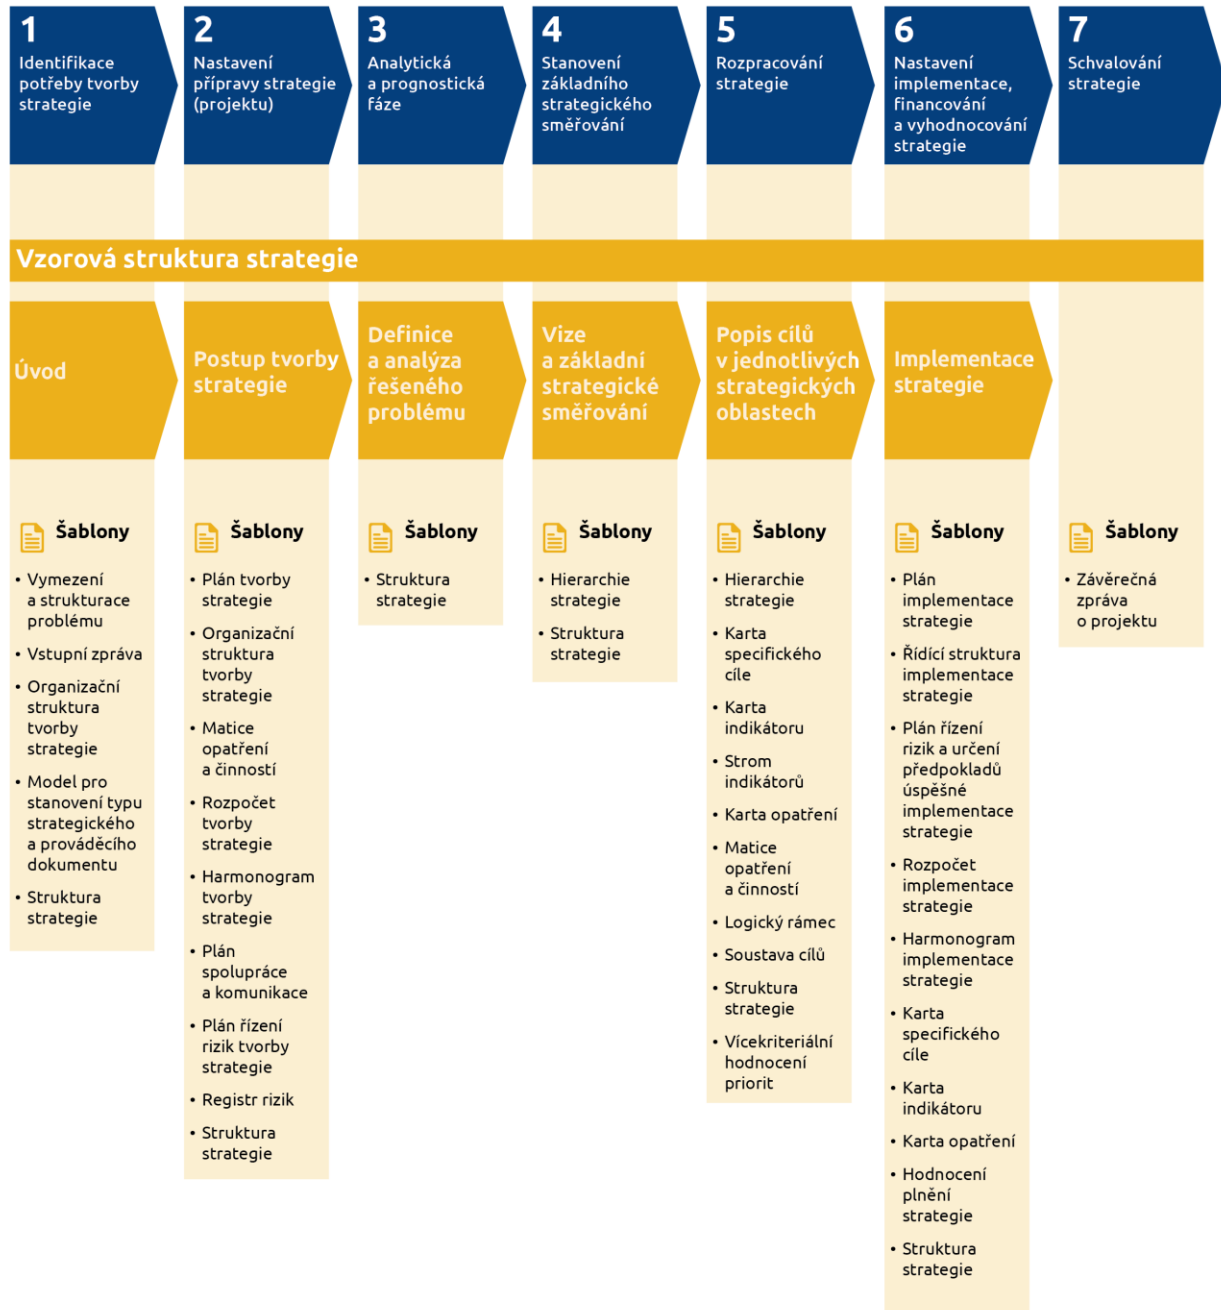 1
Identifikace
potřeby tvorby
strategie
2
Nastavení
přípravy strategie
(projektu)
3
Analytická
a prognostická
fáze
4
Stanovení
základního
strategického
směřování
5
Rozpracování
strategie
6
Nastavení
implementace,
financování
a vyhodnocování
strategie
7
Schvalování
strategie
Vzorová struktura strategie
Úvod
Postup tvorby
strategie
Definice
a analýza
řešeného
problému
Vize
a základní
strategické
směřování
Popis cílů
v jednotlivých
strategických
oblastech
Implementace
strategie
Šablony
• Vymezení
a strukturace
problému
• Vstupní zpráva
• Organizační
struktura
tvorby
strategie
• Model pro
stanovení typu
strategického
a prováděcího
dokumentu
• Struktura
strategie
Šablony
• Plán tvorby
strategie
• Organizační
struktura
tvorby
strategie
• Matice
opatření
a činností
• Rozpočet
tvorby
strategie
• Harmonogram
tvorby
strategie
• Plán
spolupráce
a komunikace
• Plán řízení
rizik tvorby
strategie
• Registr rizik
• Struktura
strategie
Šablony
• Struktura
strategie
Šablony
• Hierarchie
strategie
• Struktura
strategie
Šablony
• Hierarchie
strategie
• Karta
specifického
cíle
• Karta
indikátoru
• Strom
indikátorů
• Karta opatření
• Matice
opatření
a činností
• Logický rámec
• Soustava cílů
• Struktura
strategie
• Vícekriteriální
hodnocení
priorit
Šablony
• Plán
implementace
strategie
• Řídící struktura
implementace
strategie
• Plán řízení
rizik a určení
předpokladů
úspěšné
implementace
strategie
• Rozpočet
implementace
strategie
• Harmonogram
implementace
strategie
• Karta
specifického
cíle
• Karta
indikátoru
• Karta opatření
• Hodnocení
plnění
strategie
• Struktura
strategie
Šablony
• Závěrečná
zpráva
o projektu